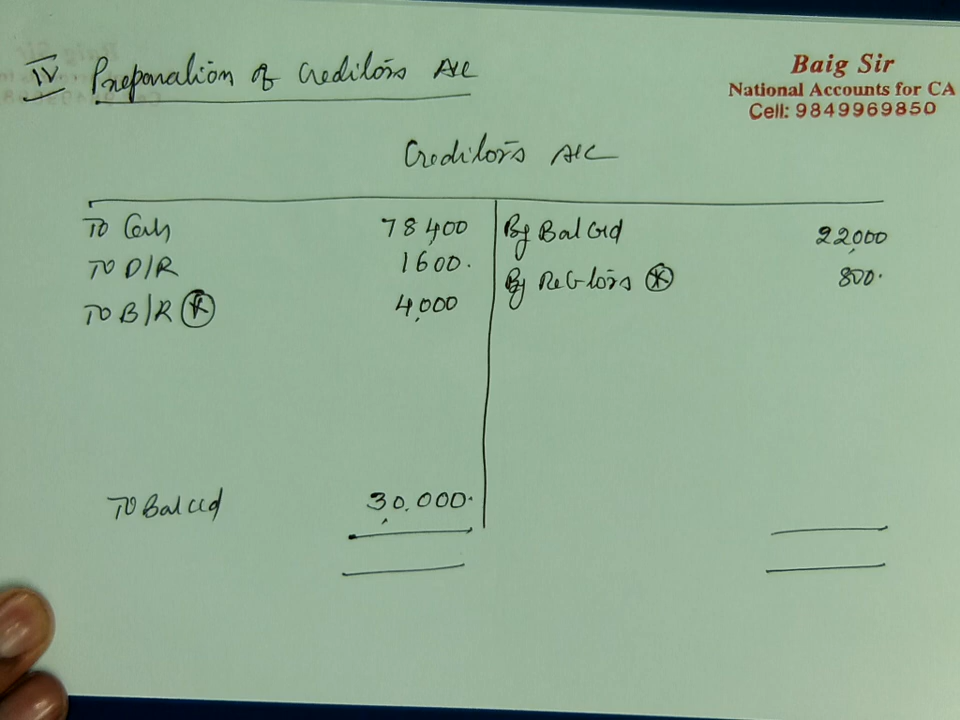 IV Preparation of Creditors A/c
Baig Sir
National Accounts for CA
Cell: 9849969850
Creditors A/c
To Cash 78,400 By Bal b/d 22,000
To D/R 1600. By Debtors * 800.
To B/R * 4,000
To Bal c/d 30,000.